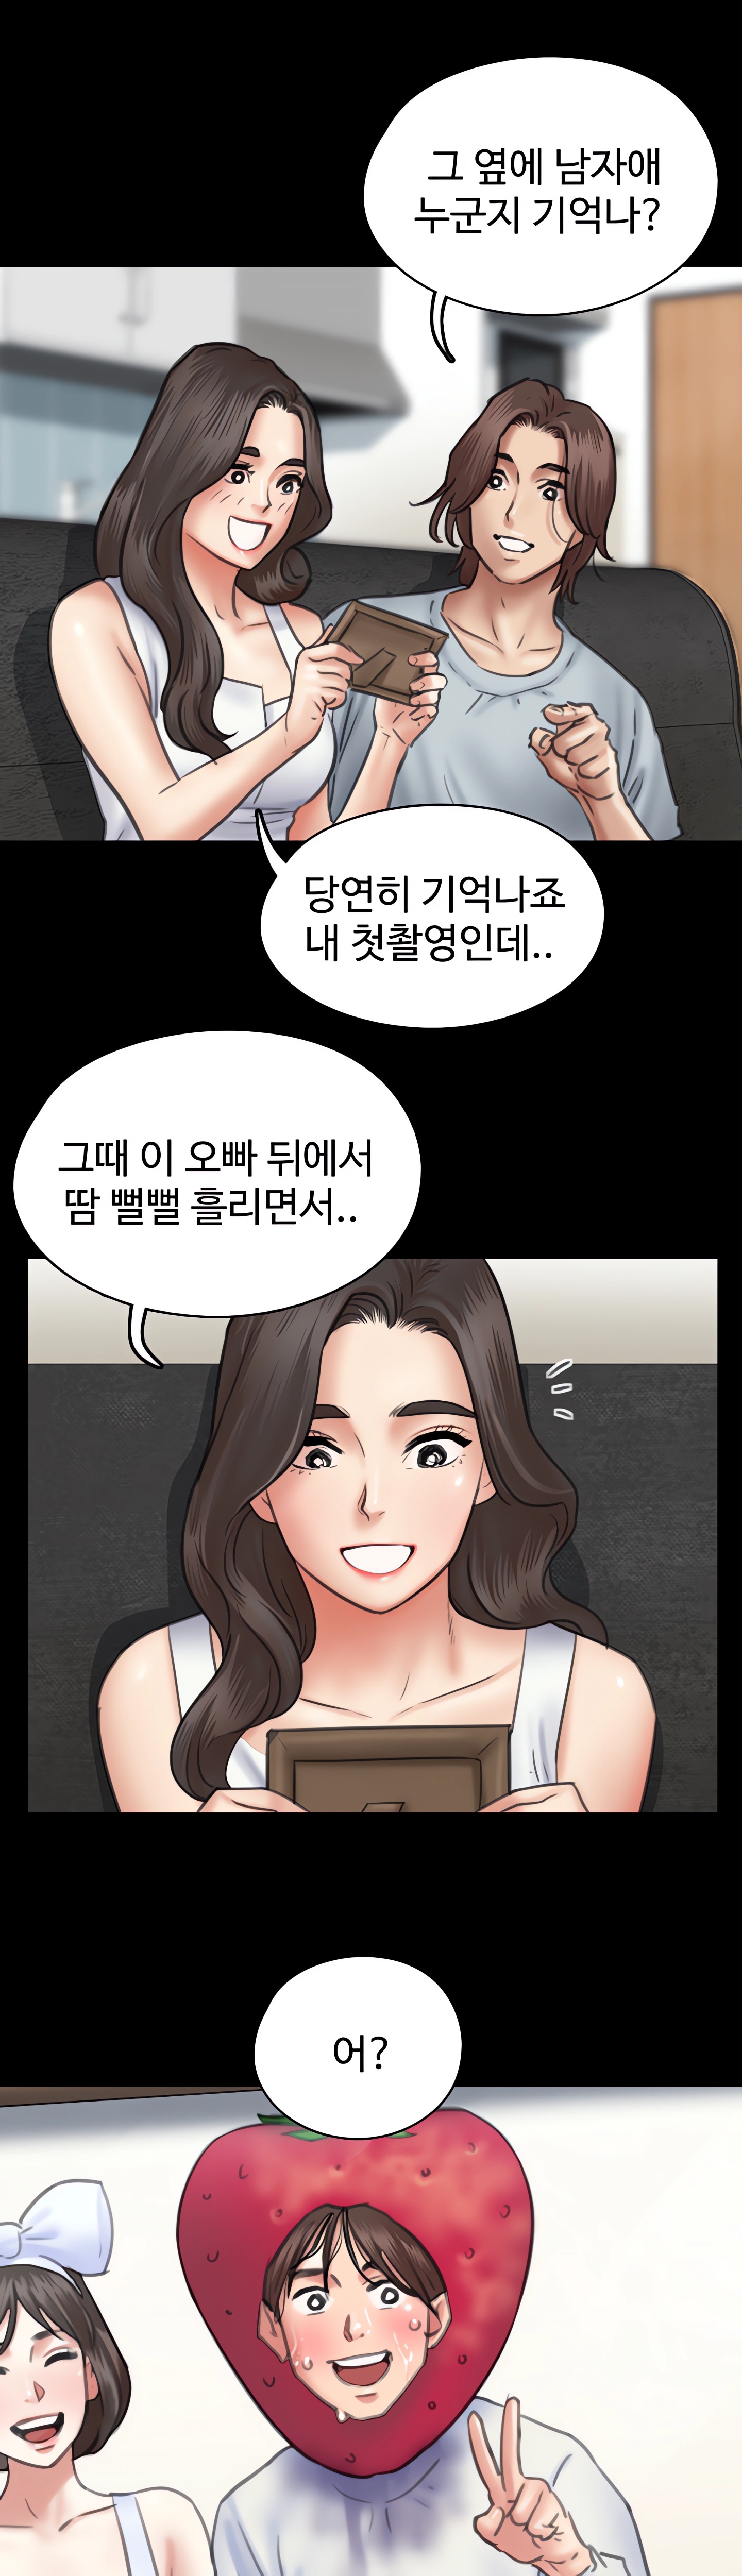 그 옆에 남자애
누군지 기억나?
당연히 기억나죠
내 첫촬영인데..
그때 이 오빠 뒤에서
땀 뻘뻘 흘리면서..
어?